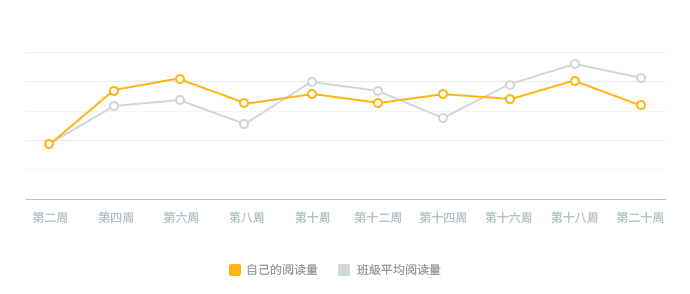 第二周 第四周 第六周 第八周 第十周 第十二周 第十四周 第十六周 第十八周 第二十周
自己的阅读量 班級平均阅读量